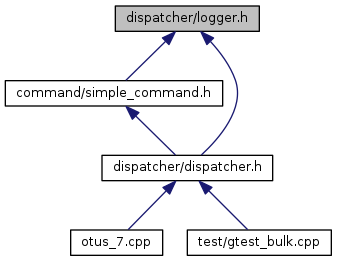 dispatcher/logger.h
command/simple_command.h
dispatcher/dispatcher.h
otus_7.cpp
test/gtest_bulk.cpp